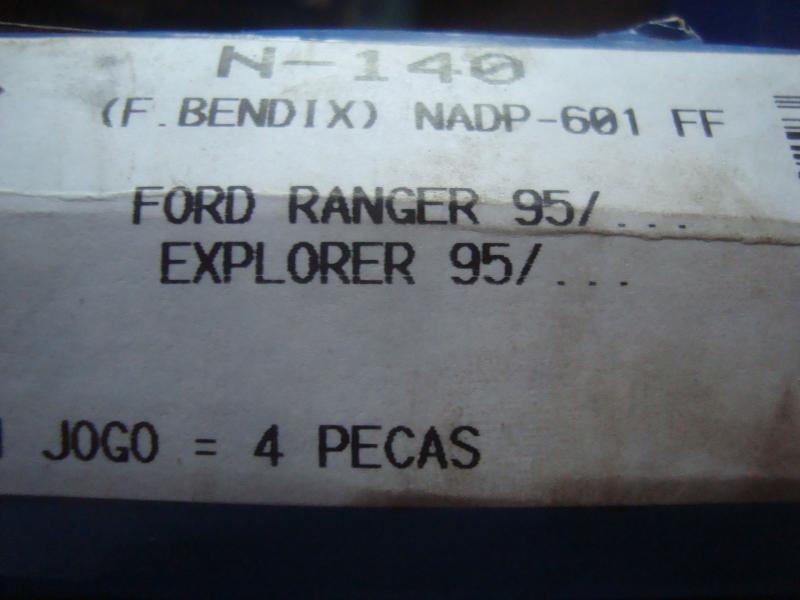 N-140
(F.BENDIX) NADP-601 FF
FORD RANGER 95/...
EXPLORER 95/...
JOGO = 4 PECAS